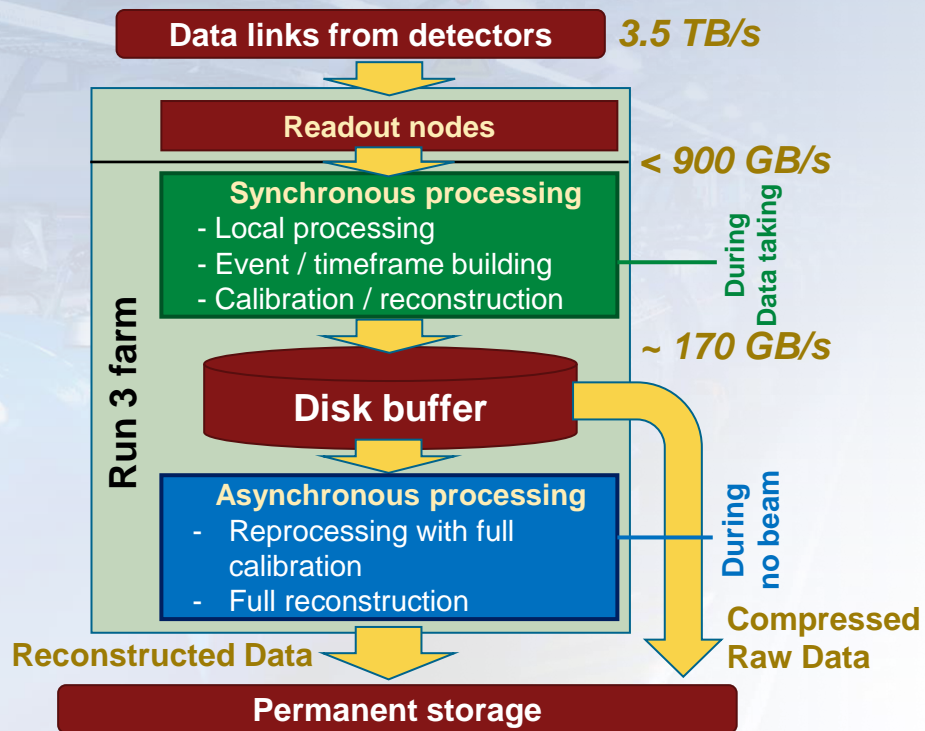 Data links from detectors
3.5 TB/s
Readout nodes
< 900 GB/s
Synchronous processing
- Local processing
- Event / timeframe building
- Calibration / reconstruction
During
Data taking
~ 170 GB/s
Run 3 farm
Disk buffer
Asynchronous processing
- Reprocessing with full
calibration
- Full reconstruction
During
no beam
Compressed
Raw Data
Reconstructed Data
Permanent storage